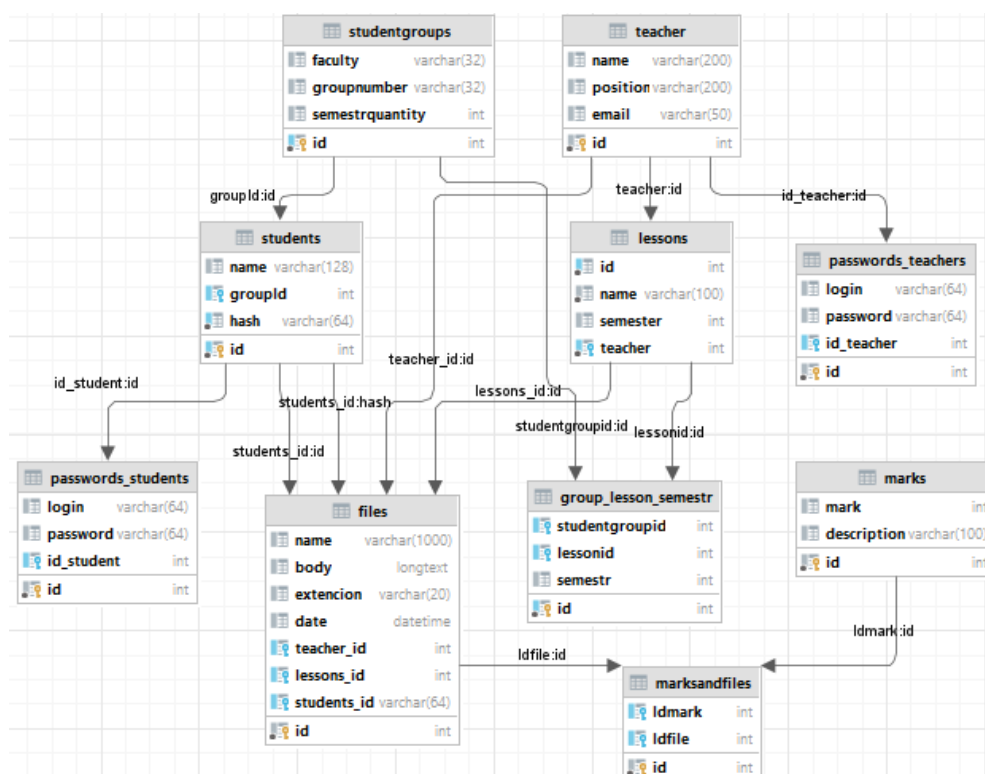 studentgroups
faculty varchar(32)
groupnumber varchar(32)
semestrquantity int
id int
teacher
name varchar(200)
position varchar(200)
email varchar(50)
id int
groupId:id
teacher:id
id_teacher:id
students
name varchar(128)
groupId int
hash varchar(64)
id int
lessons
id int
name varchar(100)
semester int
teacher int
passwords_teachers
login varchar(64)
password varchar(64)
id_teacher int
id int
id_student:id
teacher_id:id
students_id:hash
lessons_id:id
studentgroupid:id
lessonid:id
students_id:id
passwords_students
login varchar(64)
password varchar(64)
id_student int
id int
files
name varchar(1000)
body longtext
extencion varchar(20)
date datetime
teacher_id int
lessons_id int
students_id varchar(64)
id int
group_lesson_semestr
studentgroupid int
lessonid int
semestr int
id int
marks
mark int
description varchar(100)
id int
Idfile:id
Idmark:id
marksandfiles
Idmark int
Idfile int
id int